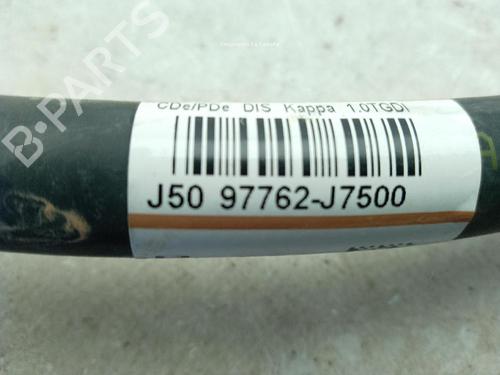 B-PARTS
CDe/PDe DIS Kappa 1.0TGDI
J50 97762-J7500